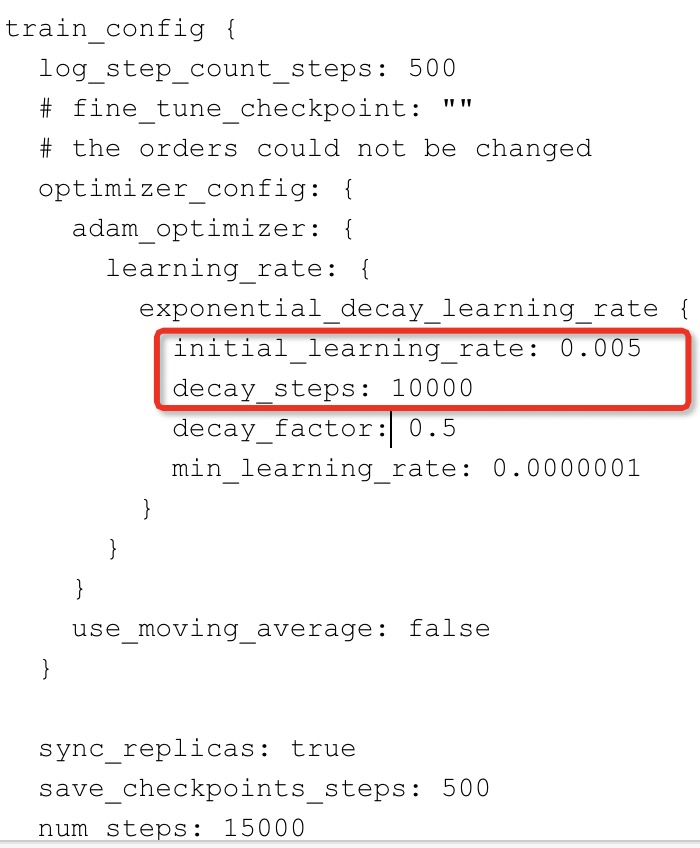 train_config {
log_step_count_steps: 500
# fine_tune_checkpoint: ""
# the orders could not be changed
optimizer_config: {
adam_optimizer: {
learning_rate: {
exponential_decay_learning_rate {
initial_learning_rate: 0.005
decay_steps: 10000
decay_factor: 0.5
min_learning_rate: 0.0000001
}
}
}
use_moving_average: false
}
sync_replicas: true
save_checkpoints_steps: 500
num_steps: 15000